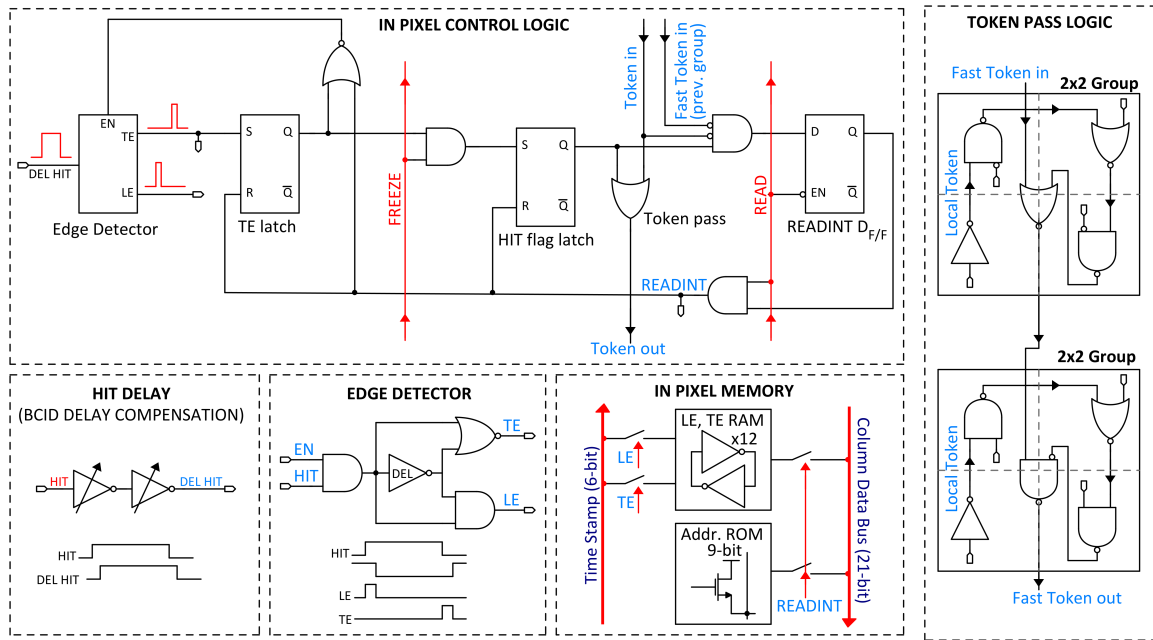 IN PIXEL CONTROL LOGIC
EN
TE
LE
DEL HIT
Edge Detector
S
Q
R
Q
TE latch
FREEZE
S
Q
R
Q
HIT flag latch
Token in
Fast Token in
(prev. group)
Token pass
READ
D
Q
EN
Q
READINT D F/F
READINT
Token out
TOKEN PASS LOGIC
Fast Token in
2x2 Group
Local Token
2x2 Group
Local Token
Fast Token out
HIT DELAY
(BCID DELAY COMPENSATION)
HIT
DEL HIT
HIT
DEL HIT
EDGE DETECTOR
EN
HIT
DEL
TE
LE
HIT
LE
TE
IN PIXEL MEMORY
Time Stamp (6-bit)
LE
TE
LE, TE RAM
x12
Addr. ROM
9-bit
READINT
Column Data Bus (21-bit)